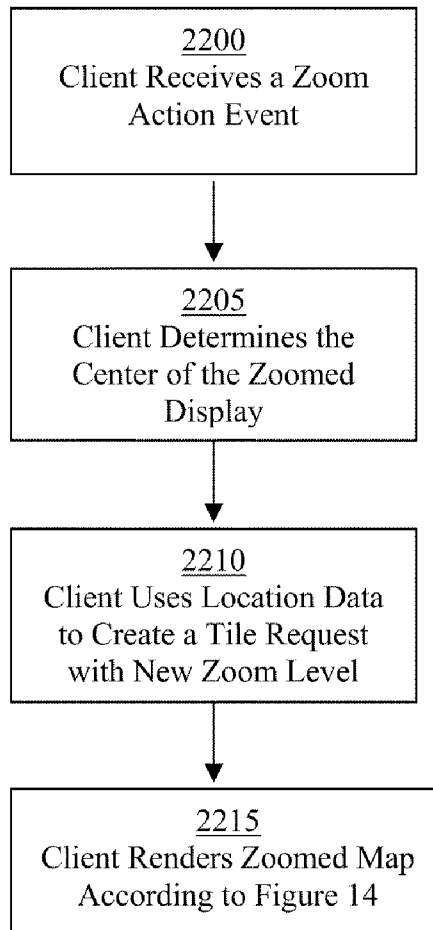 2200
Client Receives a Zoom
Action Event
2205
Client Determines the
Center of the Zoomed
Display
2210
Client Uses Location Data
to Create a Tile Request
with New Zoom Level
2215
Client Renders Zoomed Map
According to Figure 14